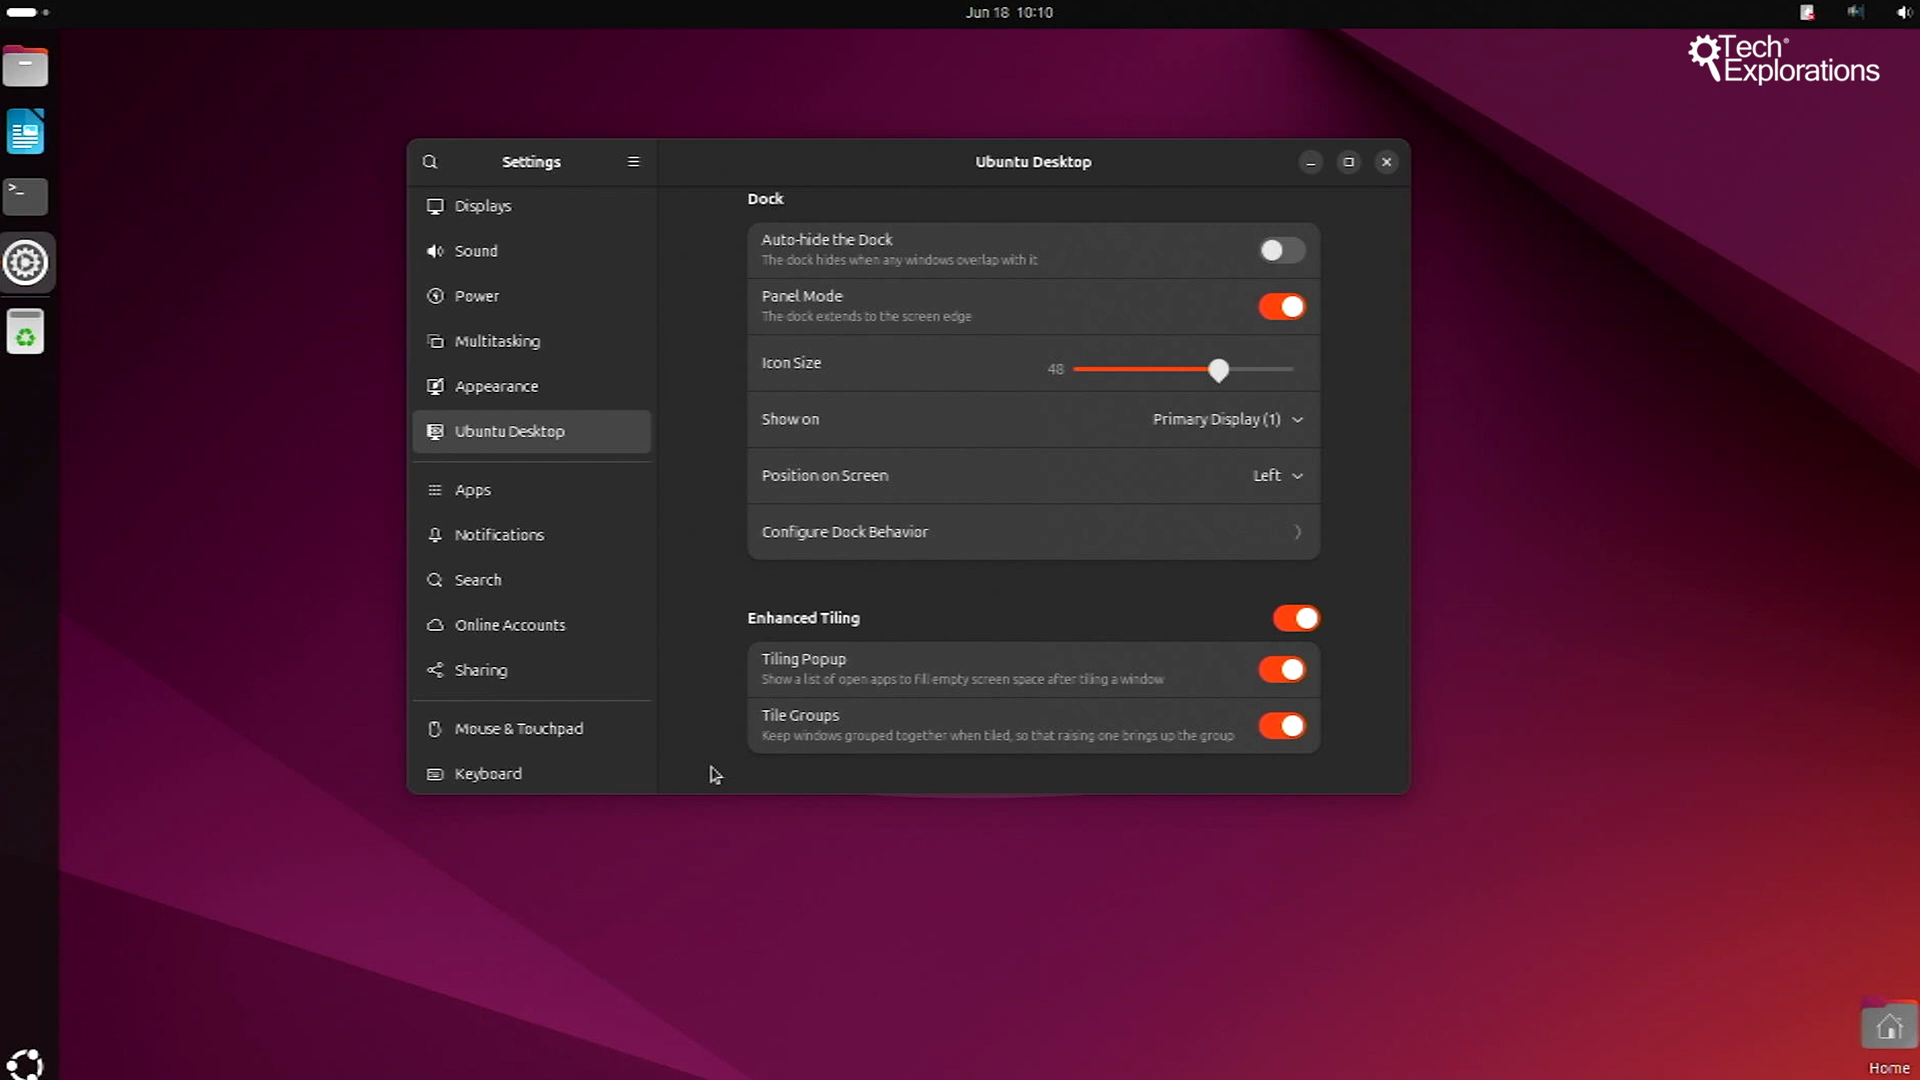 Jun 18 10:10
Tech
Explorations
Settings
Ubuntu Desktop
Displays
Sound
Power
Multitasking
Appearance
Ubuntu Desktop
Apps
Notifications
Search
Online Accounts
Sharing
Mouse & Touchpad
Keyboard
Dock
Auto-hide the Dock
The dock hides when any windows overlap with it
Panel Mode
The dock extends to the screen edge
Icon Size 48
Show on Primary Display (1)
Position on Screen Left
Configure Dock Behavior
Enhanced Tiling
Tiling Popup
Show a list of open apps to fill empty screen space after tiling a window
Tile Groups
Keep windows grouped together when tiled, so that raising one brings up the group
Home